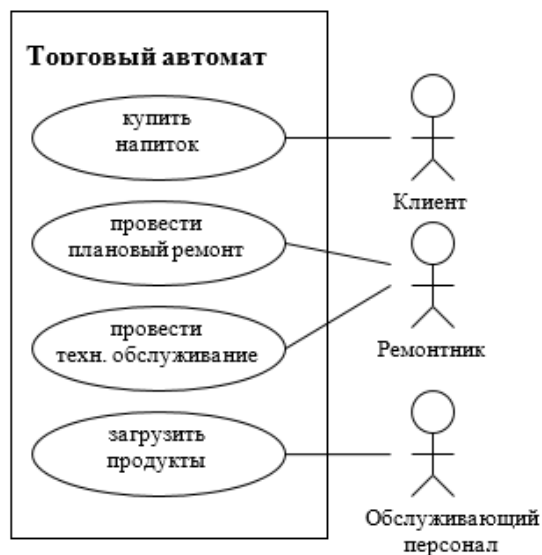 Торговый автомат
купить
напиток
Клиент
провести
плановый ремонт
провести
техн. обслуживание
Ремонтник
загрузить
продукты
Обслуживающий
персонал